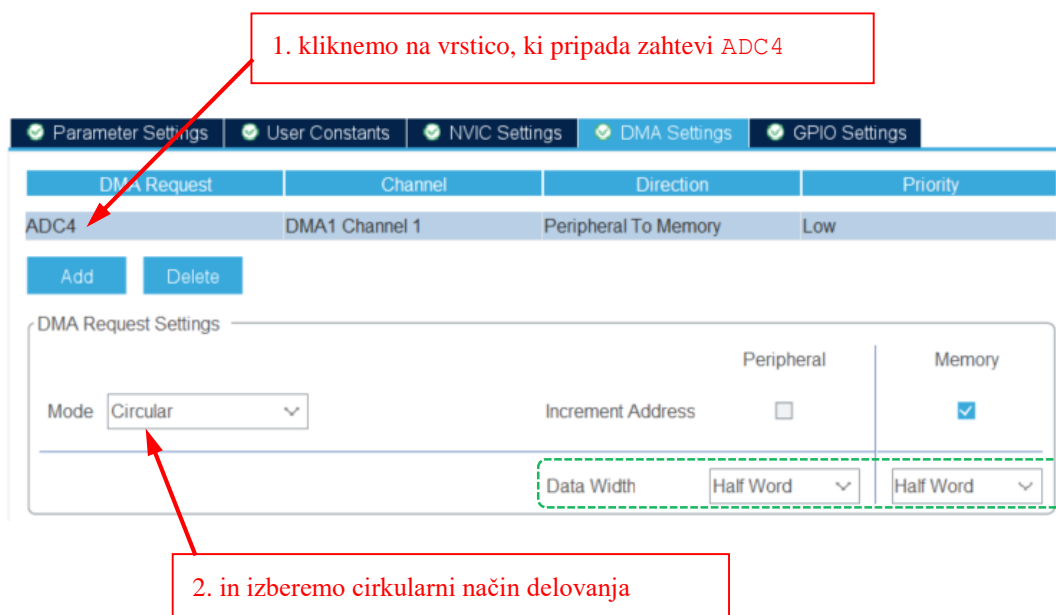 1. kliknemo na vrstico, ki pripada zahtevi ADC4
Parameter Settings User Constants NVIC Settings DMA Settings GPIO Settings
DMA Request Channel Direction Priority
ADC4 DMA1 Channel 1 Peripheral To Memory Low
Add Delete
DMA Request Settings
Peripheral Memory
Mode Circular Increment Address
Data Width Half Word Half Word
2. in izberemo cirkularni način delovanja